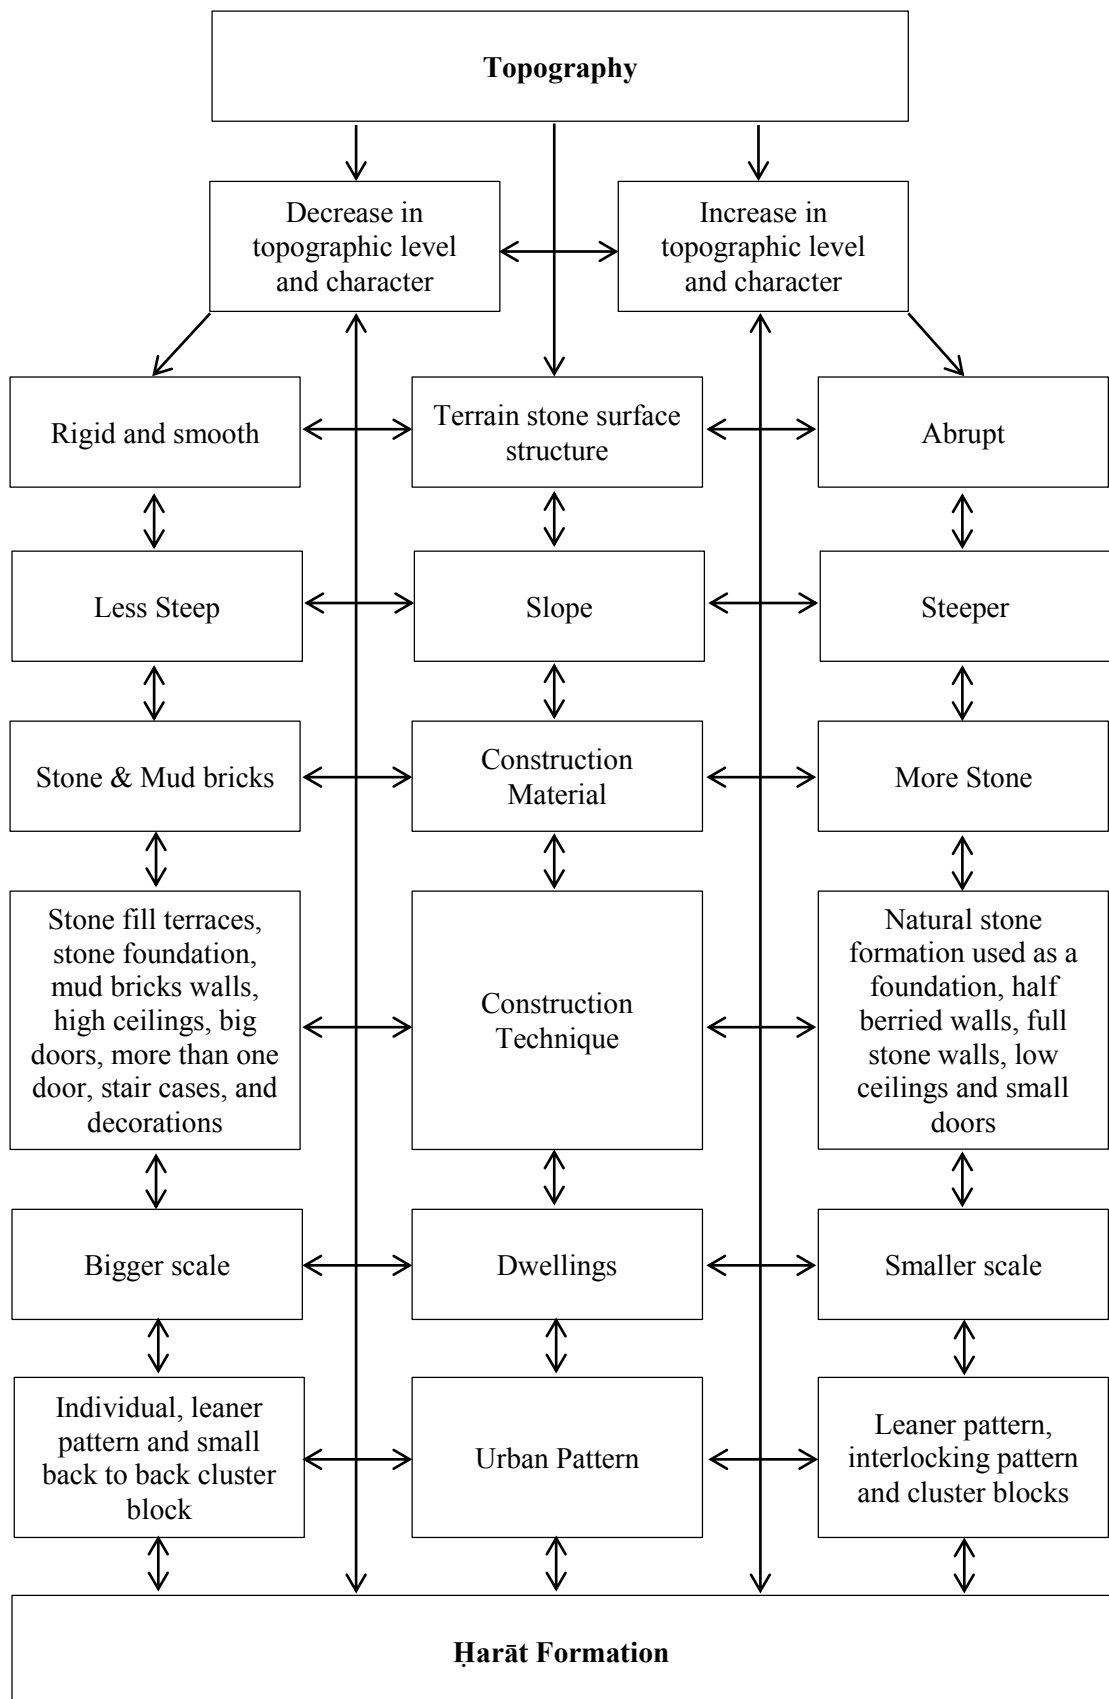 Topography
Decrease in
topographic level
and character
Increase in
topographic level
and character
Rigid and smooth
Terrain stone surface
structure
Abrupt
Less Steep
Slope
Steeper
Stone & Mud bricks
Construction
Material
More Stone
Stone fill terraces,
stone foundation,
mud bricks walls,
high ceilings, big
doors, more than one
door, stair cases, and
decorations
Construction
Technique
Natural stone
formation used as a
foundation, half
berried walls, full
stone walls, low
ceilings and small
doors
Bigger scale
Dwellings
Smaller scale
Individual, leaner
pattern and small
back to back cluster
block
Urban Pattern
Leaner pattern,
interlocking pattern
and cluster blocks
Ḥarāt Formation